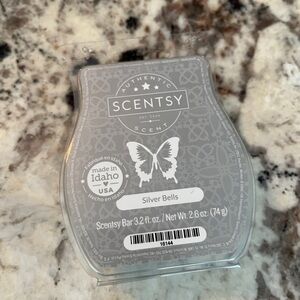 AUTHENTIC
SCENTSY
SCENT
made in
Idaho
USA
Silver Bells
Scentsy Bar 3.2 fl. oz. / Net Wt. 2.6 oz. (74 g)
16144